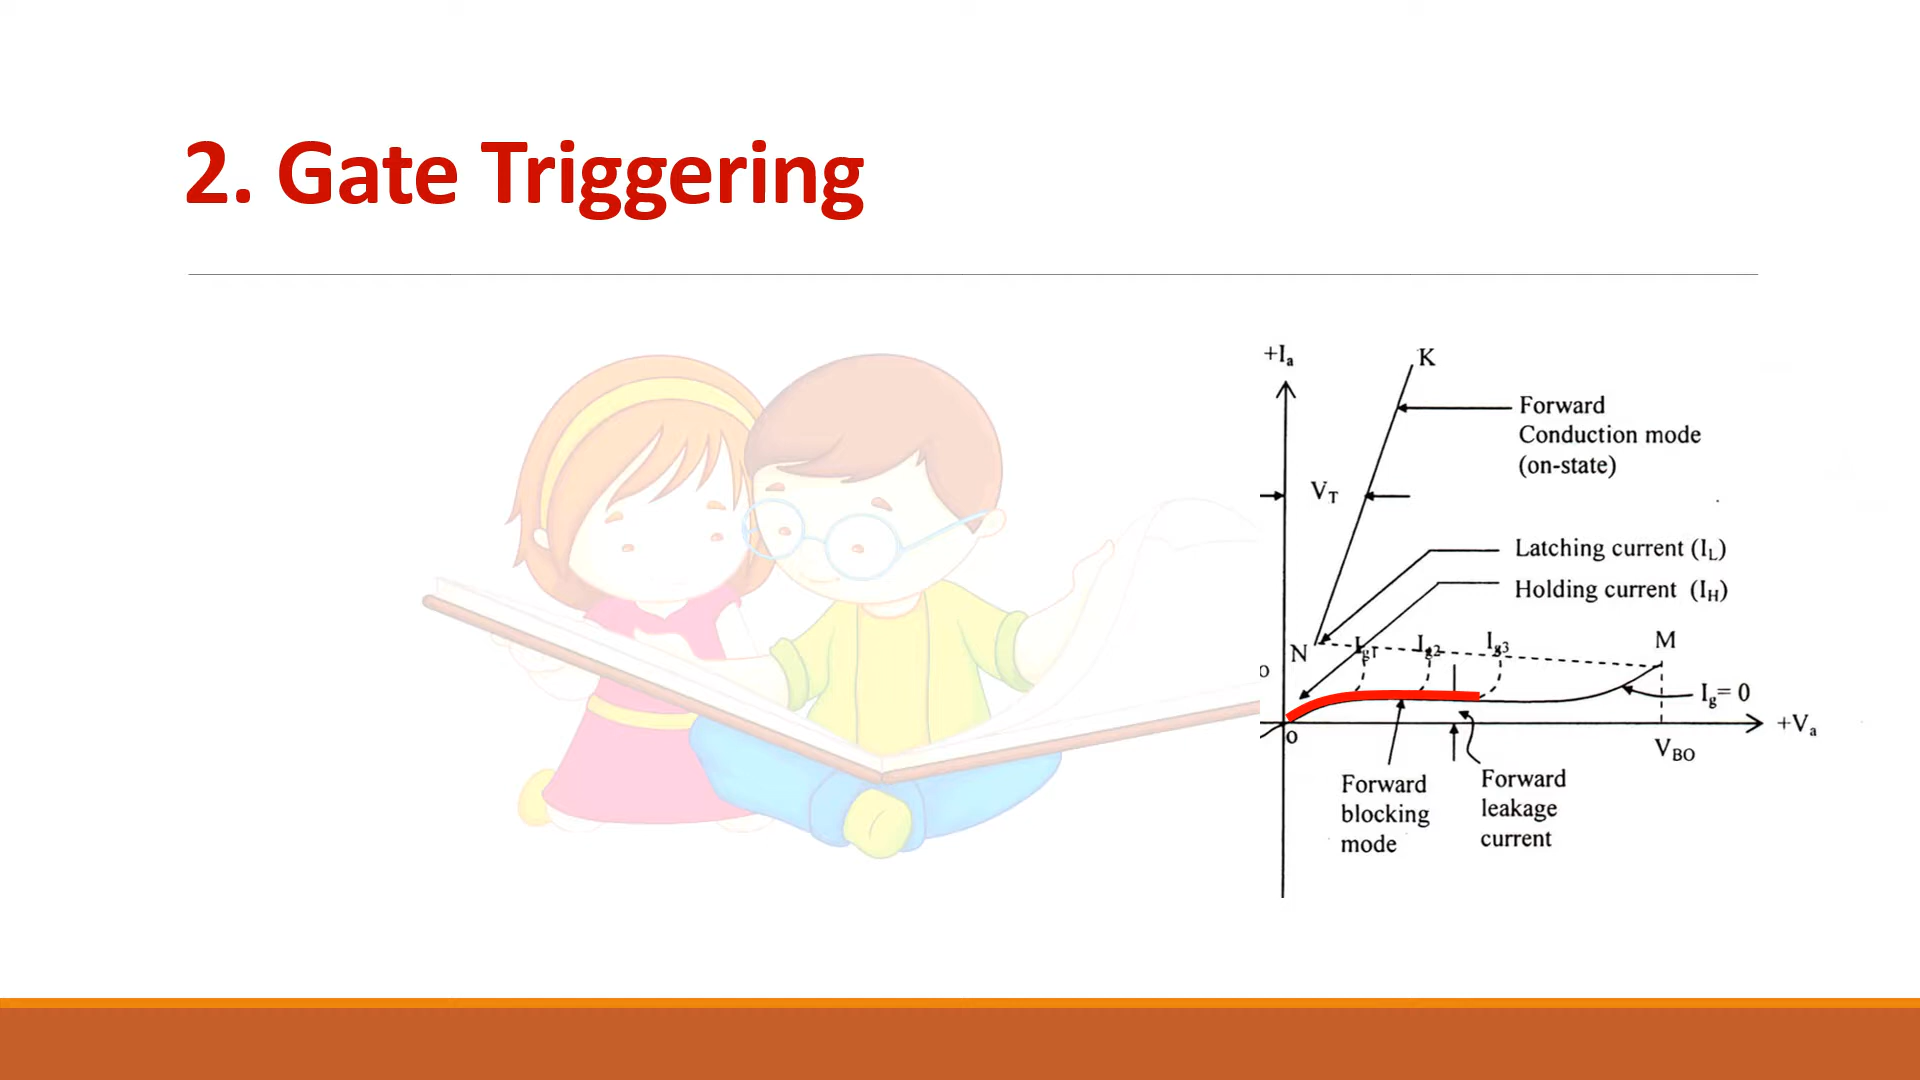 2. Gate Triggering
+Ia
K
Forward
Conduction mode
(on-state)
VT
Latching current (IL)
Holding current (IH)
N
Ig1
Ig2
Ig3
M
o
Ig= 0
o
+Va
VBO
Forward
blocking
mode
Forward
leakage
current